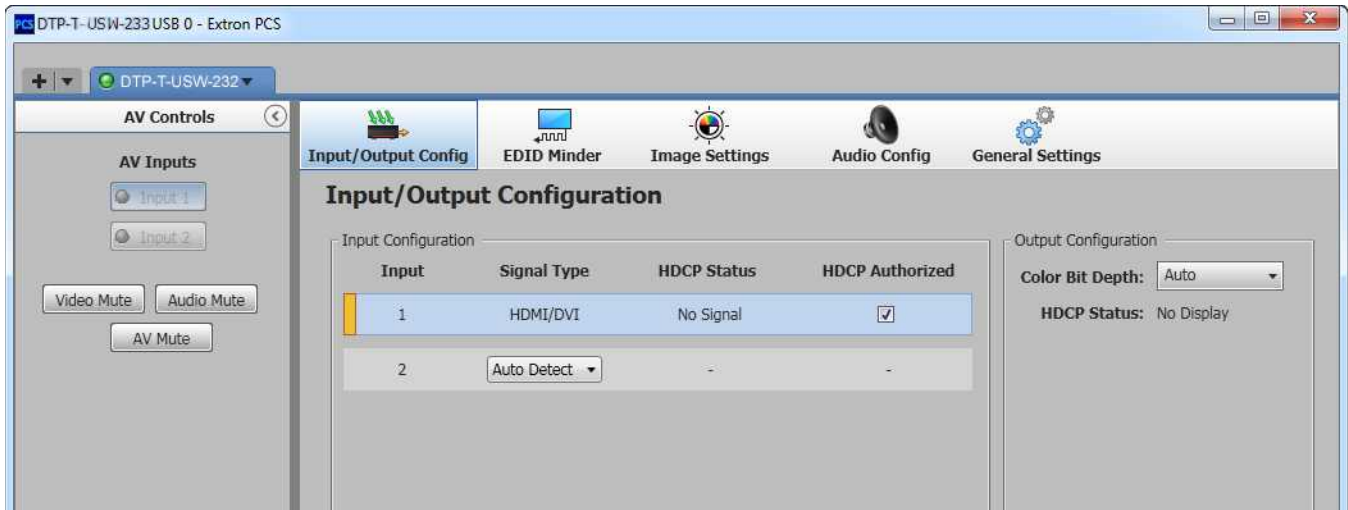 PCS DTP-T-USW-233 USB 0 - Extron PCS
DTP-T-USW-232
AV Controls
AV Inputs
Input 1
Input 2
Video Mute Audio Mute
AV Mute
Input/Output Config EDID Minder Image Settings Audio Config General Settings
Input/Output Configuration
Input Configuration
Input Signal Type HDCP Status HDCP Authorized
1 HDMI/DVI No Signal
2 Auto Detect - -
Output Configuration
Color Bit Depth: Auto
HDCP Status: No Display